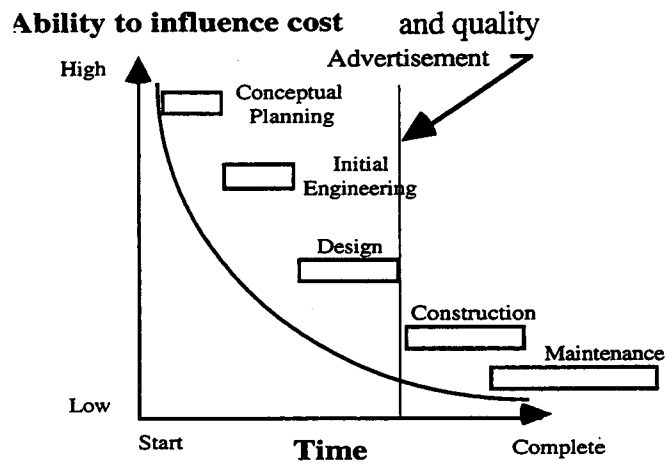 Ability to influence cost and quality
Advertisement
High
Conceptual
Planning
Initial
Engineering
Design
Construction
Maintenance
Low
Start
Time
Complete